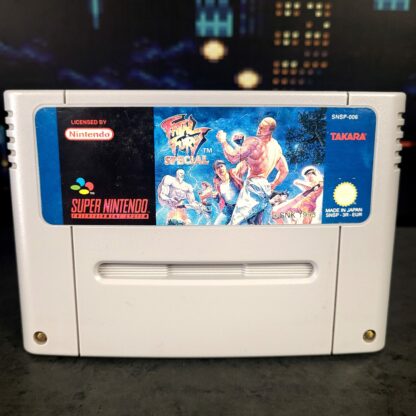 LICENSED BY
Nintendo
SUPER NINTENDO
ENTERTAINMENT SYSTEM
FATAL
FURY
TM
SPECIAL
SNSP-006
TAKARA
MADE IN JAPAN
SNSP-3R-EUR